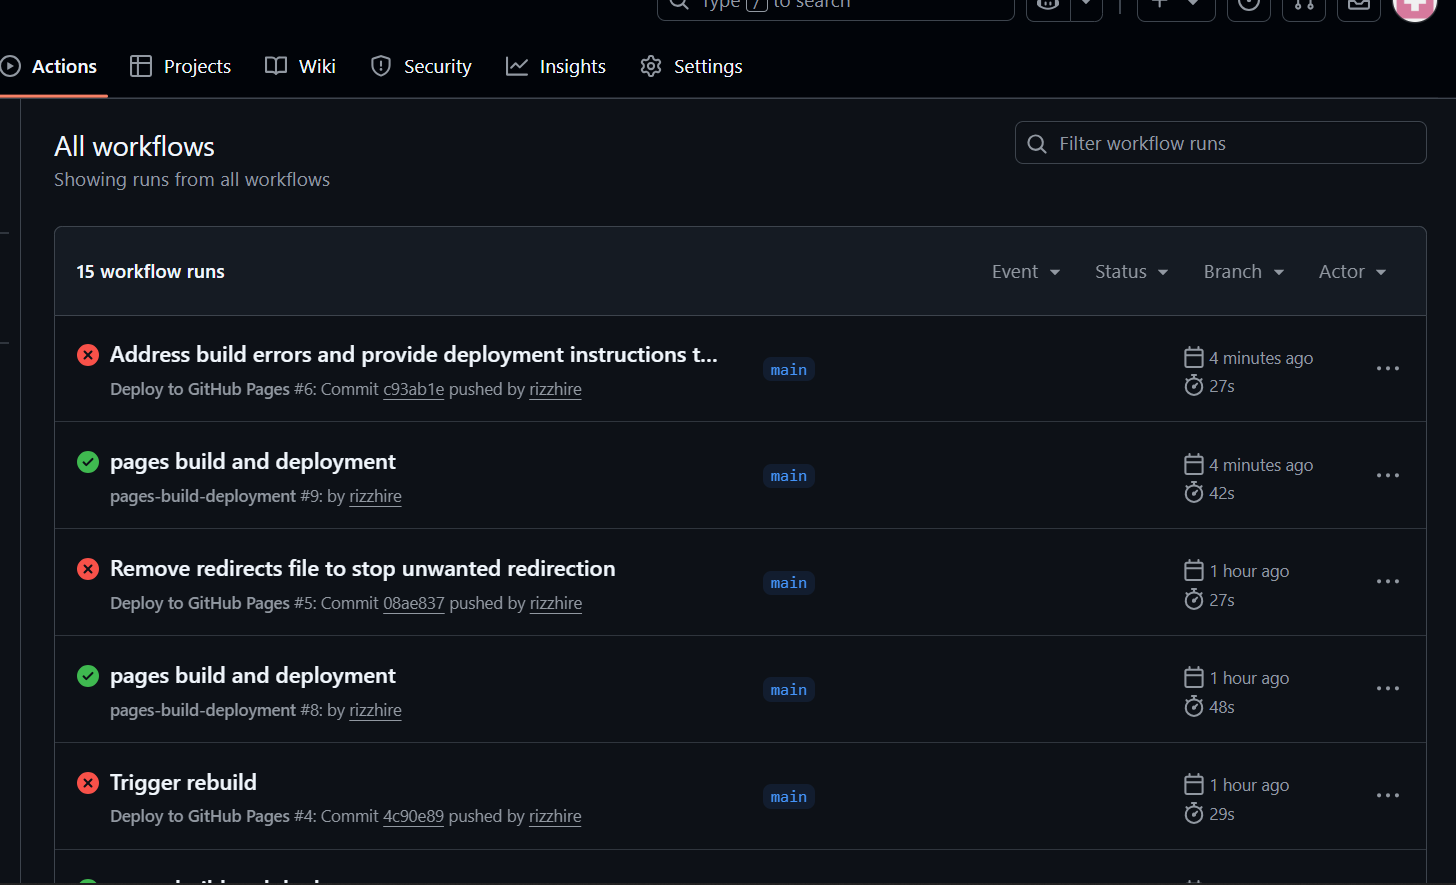 Type / to search
Actions Projects Wiki Security Insights Settings
All workflows
Filter workflow runs
Showing runs from all workflows
15 workflow runs
Event Status Branch Actor
Address build errors and provide deployment instructions t...
main
4 minutes ago
Deploy to GitHub Pages #6: Commit c93ab1e pushed by rizzhire
27s
pages build and deployment
main
4 minutes ago
pages-build-deployment #9: by rizzhire
42s
Remove redirects file to stop unwanted redirection
main
1 hour ago
Deploy to GitHub Pages #5: Commit 08ae837 pushed by rizzhire
27s
pages build and deployment
main
1 hour ago
pages-build-deployment #8: by rizzhire
48s
Trigger rebuild
main
1 hour ago
Deploy to GitHub Pages #4: Commit 4c90e89 pushed by rizzhire
29s